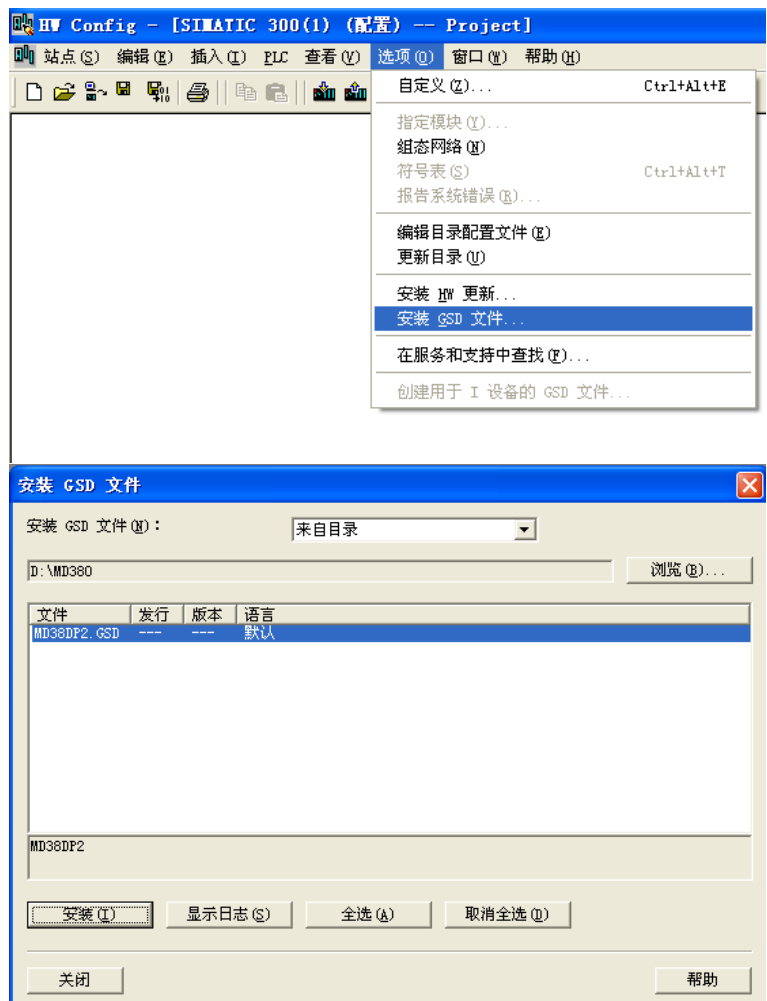 HW Config - [SIMATIC 300(1) (配置) -- Project]
站点(S) 编辑(E) 插入(I) PLC 查看(V) 选项(O) 窗口(W) 帮助(H)
自定义(Z)... Ctrl+Alt+E
指定模块(Y)...
组态网络(N)
符号表(S) Ctrl+Alt+T
报告系统错误(R)...
编辑目录配置文件(E)
更新目录(U)
安装 HW 更新...
安装 GSD 文件...
在服务和支持中查找(F)...
创建用于 I 设备的 GSD 文件...
安装 GSD 文件
安装 GSD 文件(N)： 来自目录
D:\MD380 浏览(B)...
文件 发行 版本 语言
MD38DP2.GSD --- --- 默认
MD38DP2
安装(I) 显示日志(S) 全选(A) 取消全选(D)
关闭 帮助